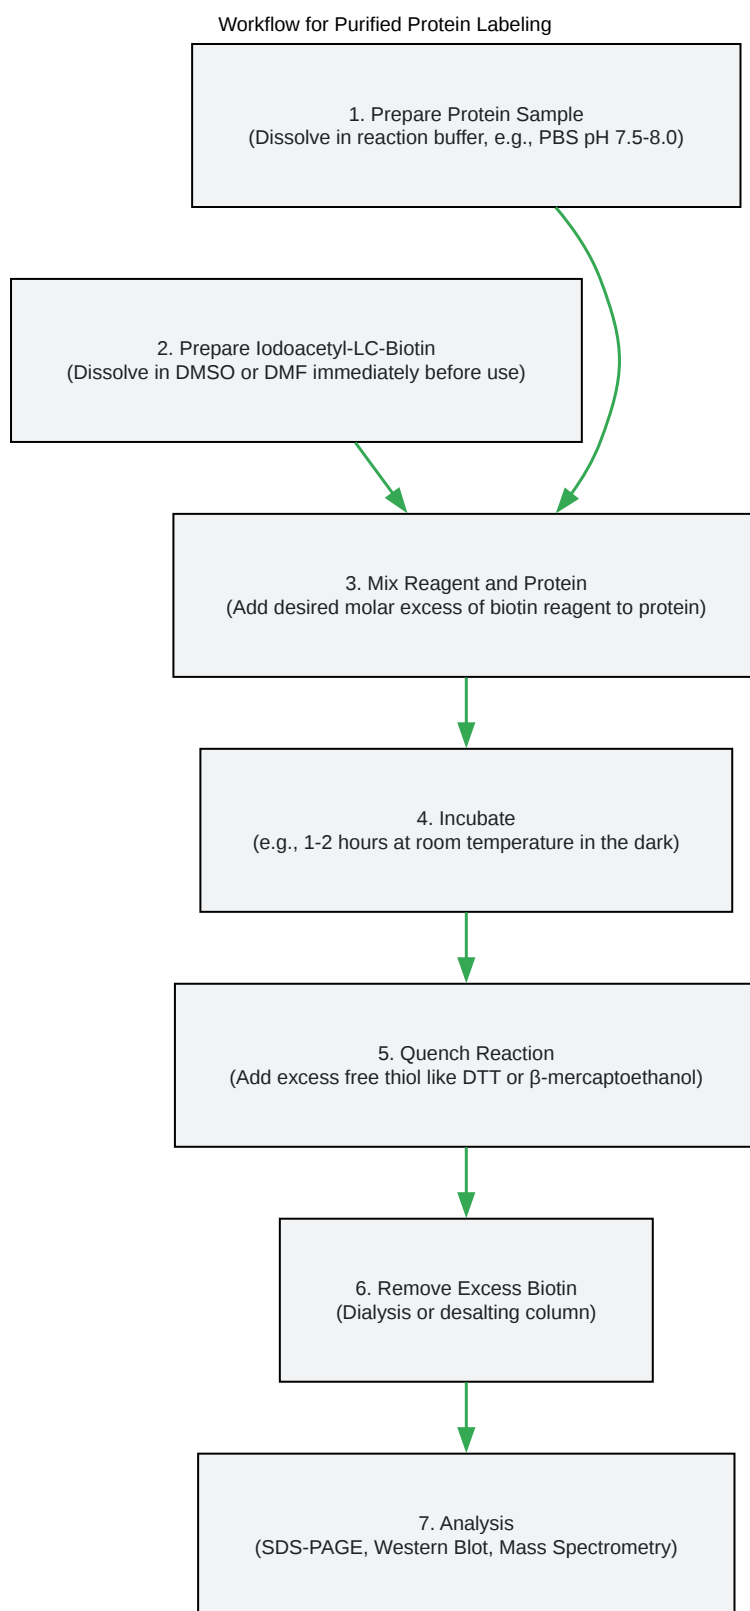 Workflow for Purified Protein Labeling
1. Prepare Protein Sample
(Dissolve in reaction buffer, e.g., PBS pH 7.5-8.0)
2. Prepare Iodoacetyl-LC-Biotin
(Dissolve in DMSO or DMF immediately before use)
3. Mix Reagent and Protein
(Add desired molar excess of biotin reagent to protein)
4. Incubate
(e.g., 1-2 hours at room temperature in the dark)
5. Quench Reaction
(Add excess free thiol like DTT or β-mercaptoethanol)
6. Remove Excess Biotin
(Dialysis or desalting column)
7. Analysis
(SDS-PAGE, Western Blot, Mass Spectrometry)